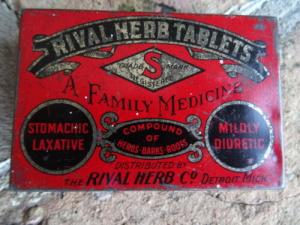 RIVAL HERB TABLETS
TRADE MARK
S
REGISTERED
A FAMILY MEDICINE
STOMACHIC
LAXATIVE
COMPOUND
OF
HERBS-BARKS-ROOTS
MILDLY
DIURETIC
DISTRIBUTED BY
THE RIVAL HERB CO. DETROIT MICH.